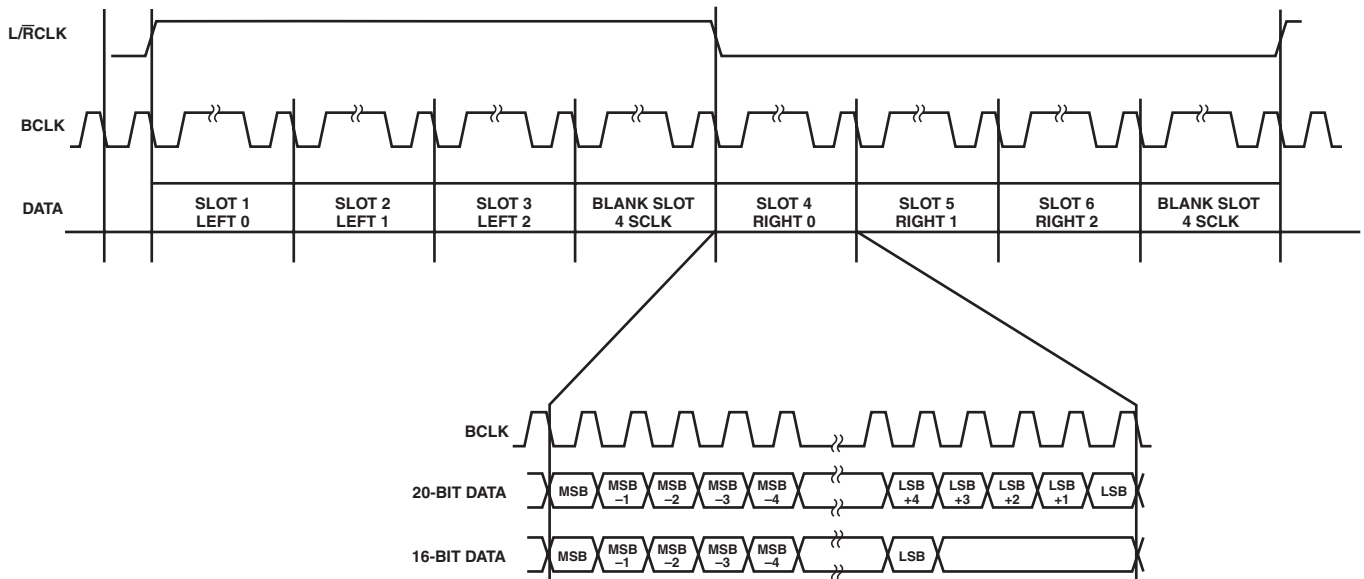 L/R̅CLK
BCLK
DATA
SLOT 1
LEFT 0
SLOT 2
LEFT 1
SLOT 3
LEFT 2
BLANK SLOT
4 SCLK
SLOT 4
RIGHT 0
SLOT 5
RIGHT 1
SLOT 6
RIGHT 2
BLANK SLOT
4 SCLK
BCLK
20-BIT DATA
MSB
MSB
–1
MSB
–2
MSB
–3
MSB
–4
LSB
+4
LSB
+3
LSB
+2
LSB
+1
LSB
16-BIT DATA
MSB
MSB
–1
MSB
–2
MSB
–3
MSB
–4
LSB